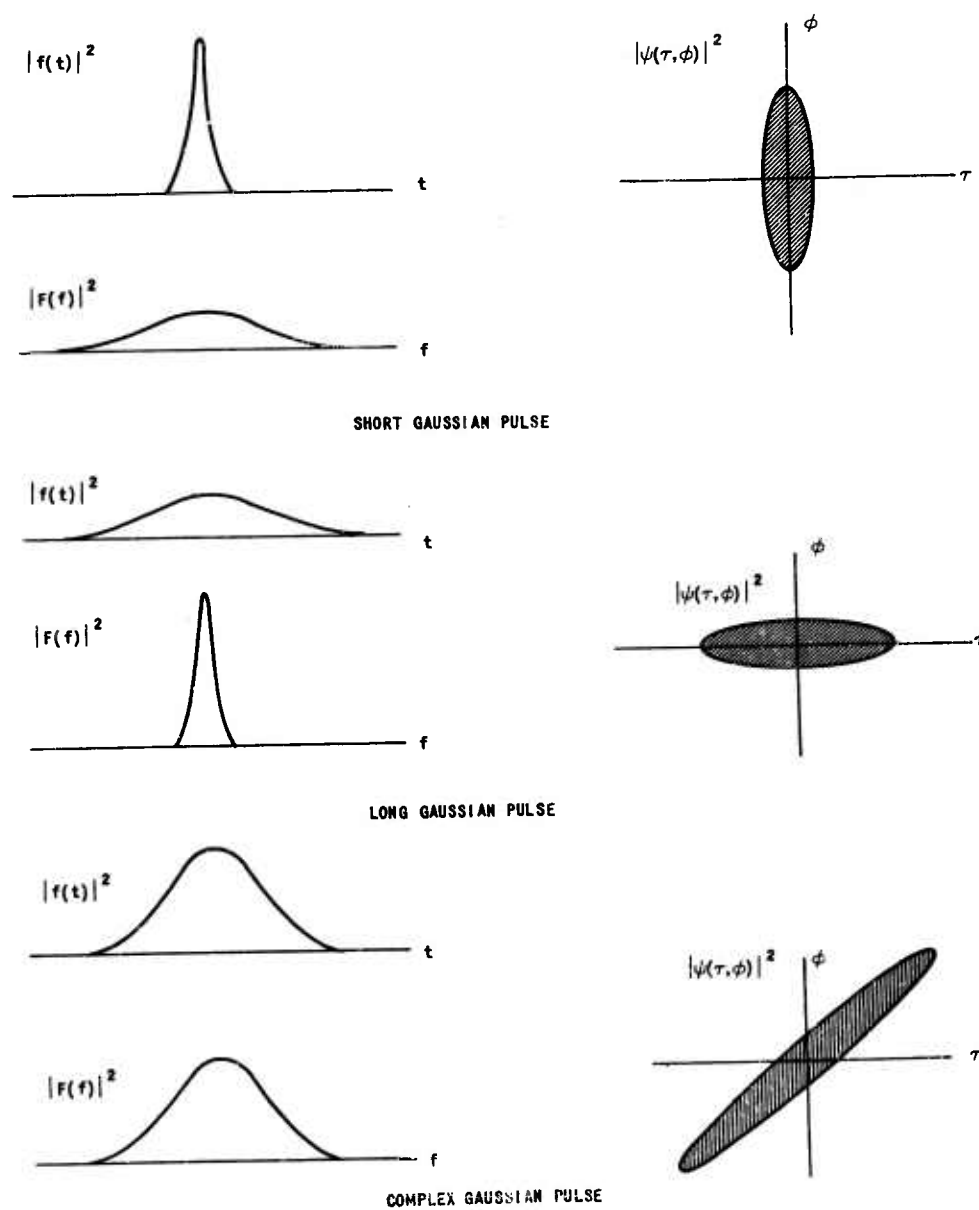 |f(t)|²
t
|F(f)|²
f
ϕ
|ψ(τ,ϕ)|²
τ
SHORT GAUSSIAN PULSE
|f(t)|²
t
|F(f)|²
f
ϕ
|ψ(τ,ϕ)|²
τ
LONG GAUSSIAN PULSE
|f(t)|²
t
|F(f)|²
f
|ψ(τ,ϕ)|²
ϕ
τ
COMPLEX GAUSSIAN PULSE